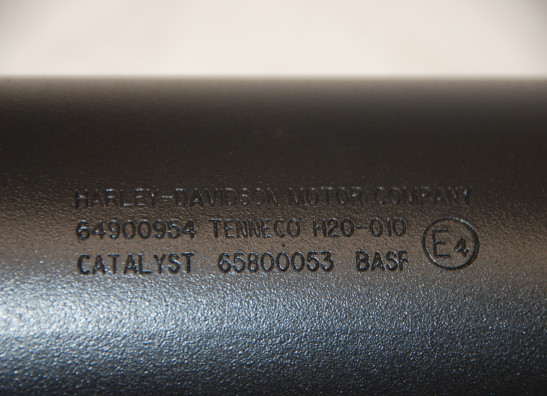 HARLEY-DAVIDSON MOTOR COMPANY
64900954 TENNECO H20-010
CATALYST 65800053 BASF
E4